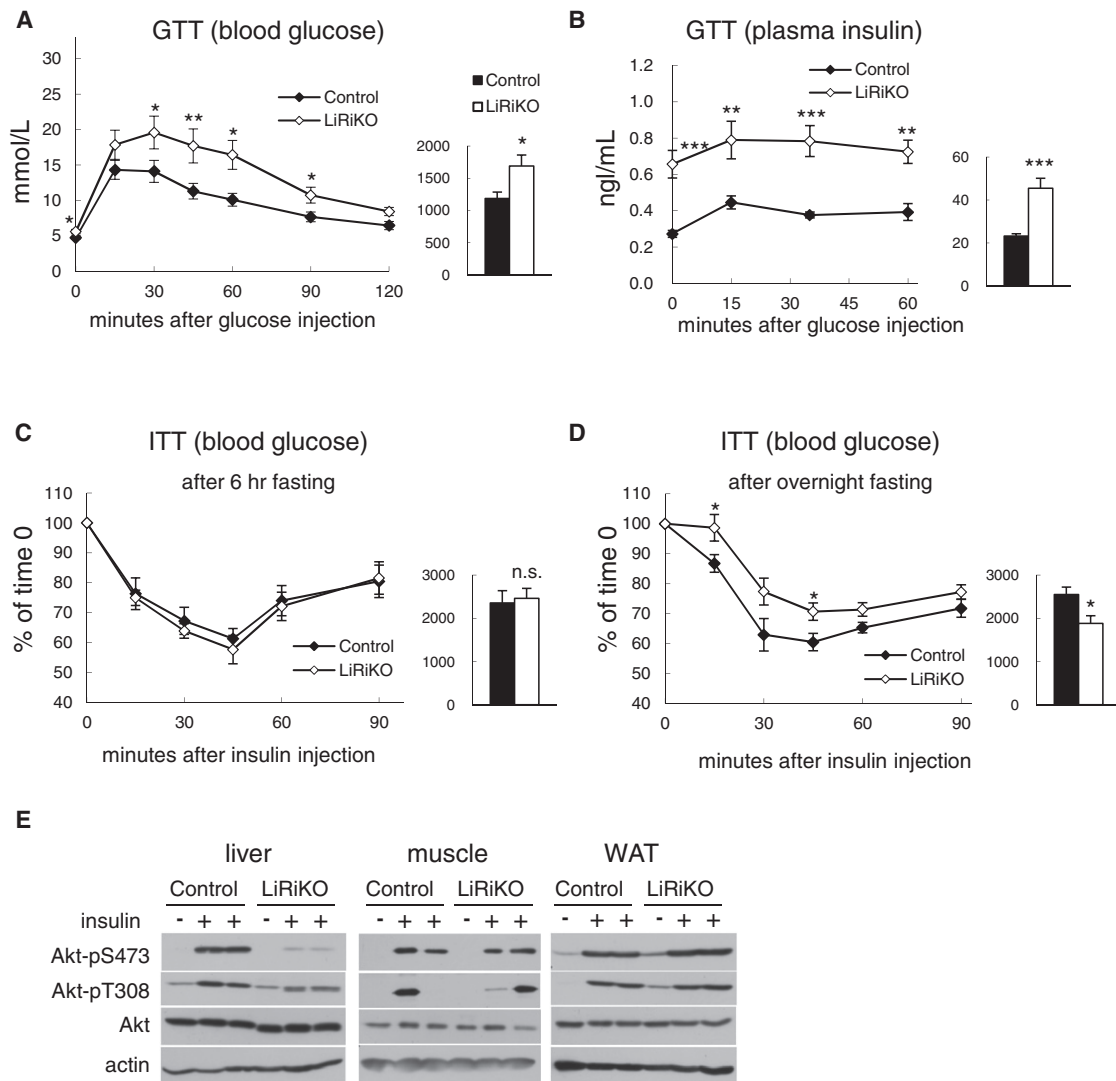 A
GTT (blood glucose)
mmol/L
30
25
20
15
10
5
0
* * ** * *
Control
LiRiKO
0 30 60 90 120
minutes after glucose injection
Control
LiRiKO
*
2000
1500
1000
500
0
B
GTT (plasma insulin)
ngl/mL
1.2
1.0
0.8
0.6
0.4
0.2
0.0
*** ** *** **
Control
LiRiKO
0 15 30 45 60
minutes after glucose injection
***
60
40
20
0
C
ITT (blood glucose)
after 6 hr fasting
% of time 0
110
100
90
80
70
60
50
40
Control
LiRiKO
0 30 60 90
minutes after insulin injection
n.s.
3000
2000
1000
0
D
ITT (blood glucose)
after overnight fasting
% of time 0
110
100
90
80
70
60
50
40
* *
Control
LiRiKO
0 30 60 90
minutes after insulin injection
*
3000
2000
1000
0
E
liver muscle WAT
Control LiRiKO Control LiRiKO Control LiRiKO
insulin - + + - + + - + + - + + - + + - + +
Akt-pS473
Akt-pT308
Akt
actin